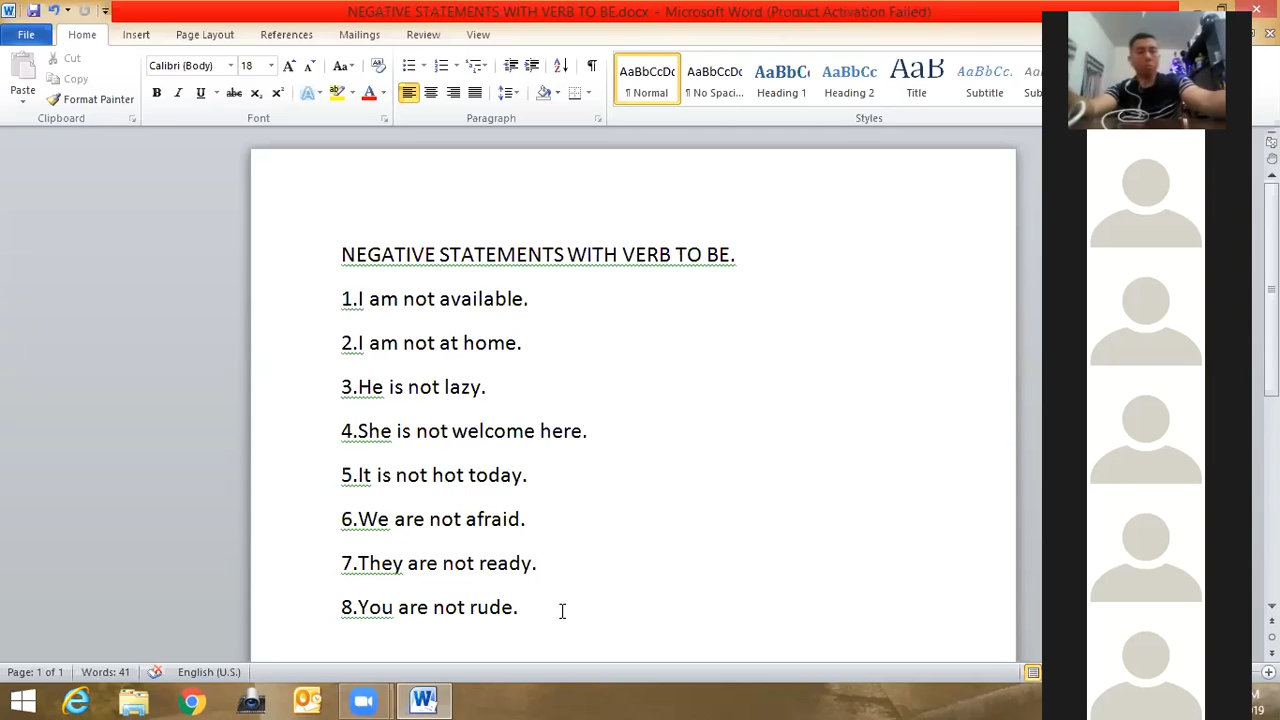 NEGATIVE STATEMENTS WITH VERB TO BE.docx - Microsoft Word (Product Activation Failed)
File Home Insert Page Layout References Mailings Review View
Paste Cut Copy Format Painter Clipboard
Calibri (Body) 18 Font
Paragraph
AaBbCcDc AaBbCcDc AaBbC AaBbCc AaB AaBbCc
Normal No Spaci... Heading 1 Heading 2 Title Subtitle
Styles
NEGATIVE STATEMENTS WITH VERB TO BE.
1.I am not available.
2.I am not at home.
3.He is not lazy.
4.She is not welcome here.
5.It is not hot today.
6.We are not afraid.
7.They are not ready.
8.You are not rude.
Page: 1 of 1 Words: 41 English (U.S.)